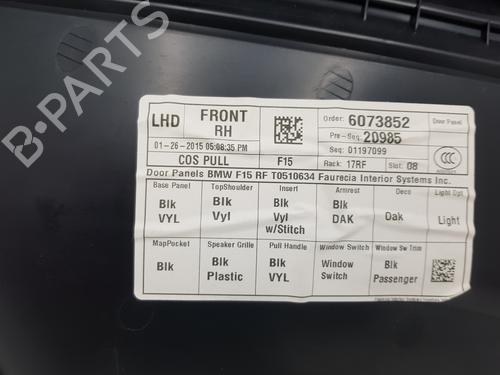 LHD
FRONT
RH
Order: 6073852
Door Panel
Pre-Seq: 20985
01-26-2015 05:08:35 PM
Seq: 01197099
COS PULL
F15
Rack: 17RF
Slot: 08
Door Panels BMW F15 RF T0510634 Faurecia Interior Systems Inc.
Base Panel
TopShoulder
Insert
Armrest
Deco
Light Opt
Blk
VYL
Blk
Vyl
Blk
Vyl
w/Stitch
Blk
DAK
Oak
Light
MapPocket
Speaker Grille
Pull Handle
Window Switch
Window Sw Trim
Blk
Blk
Plastic
Blk
VYL
Window
Switch
Blk
Passenger
B-PARTS